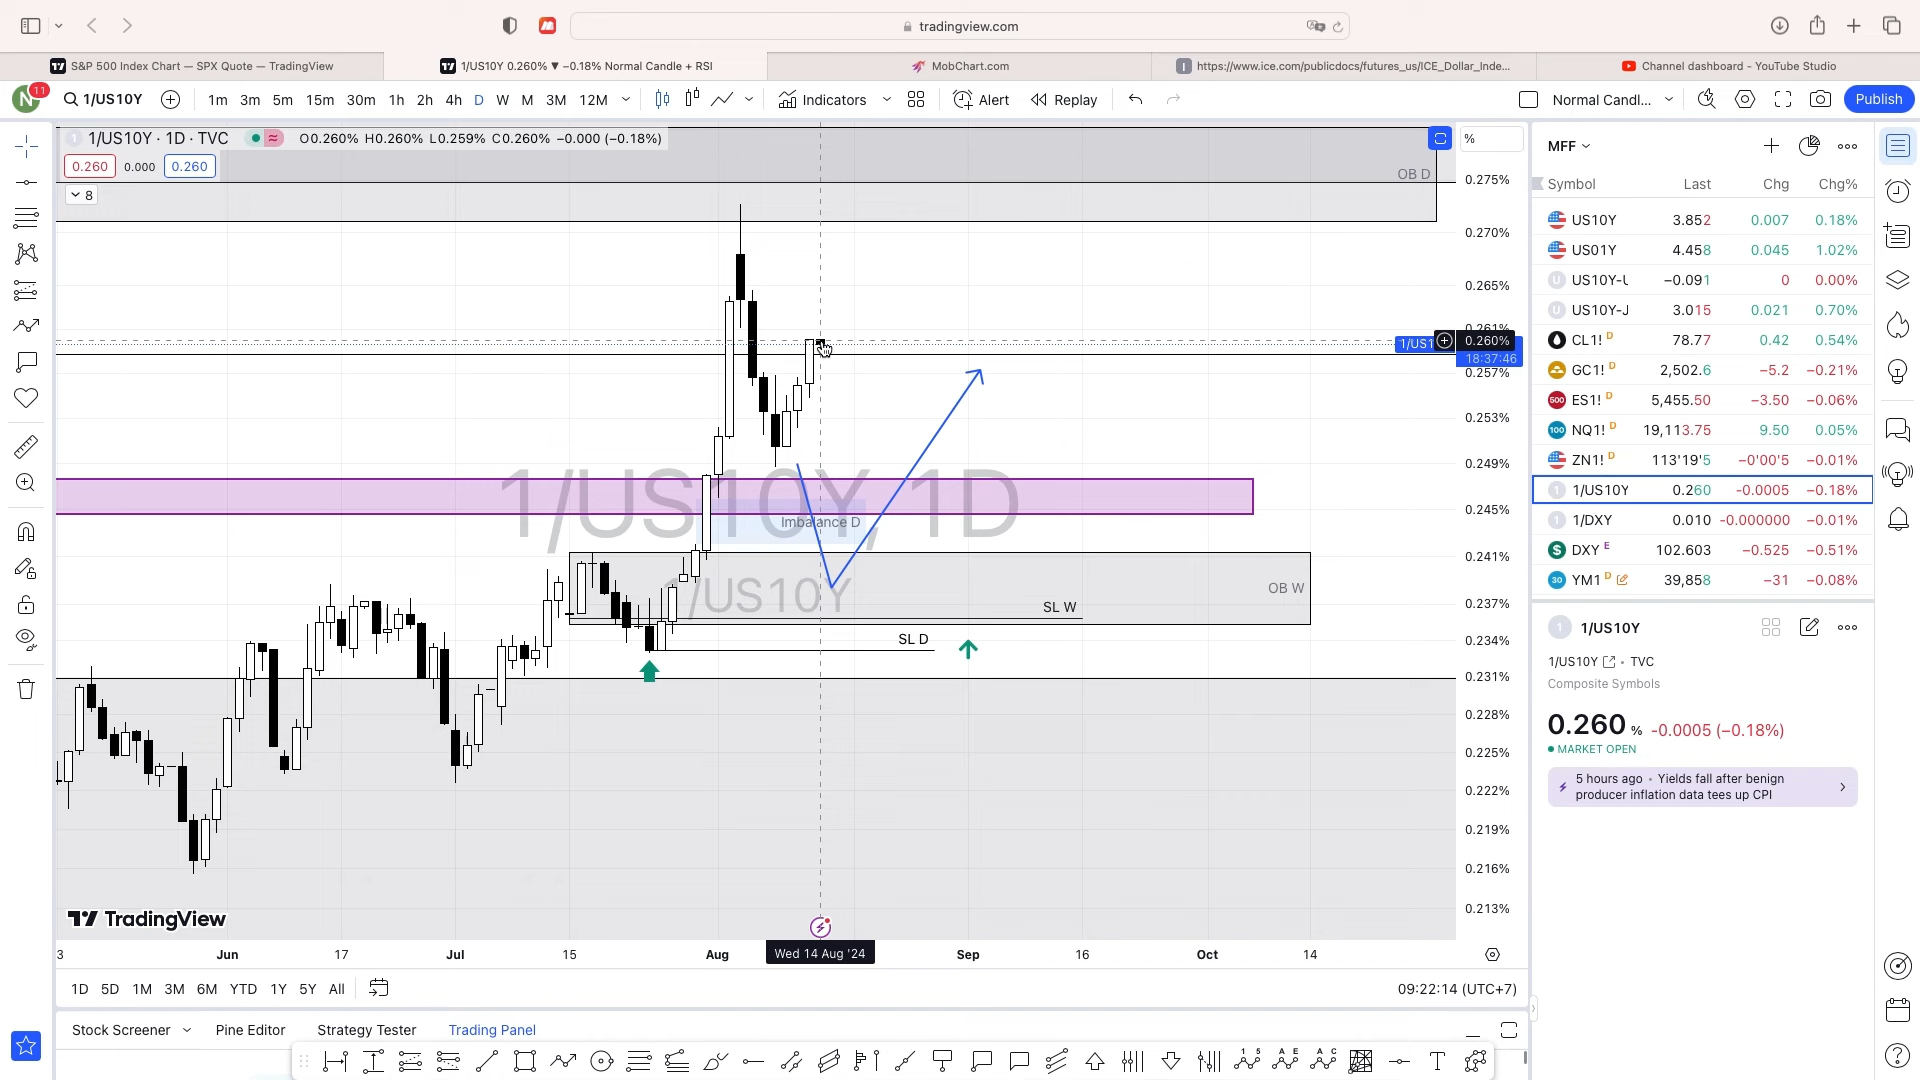 tradingview.com
S&P 500 Index Chart — SPX Quote — TradingView
1/US10Y 0.260% ▼ −0.18% Normal Candle + RSI
MobChart.com
https://www.ice.com/publicdocs/futures_us/ICE_Dollar_Inde...
Channel dashboard - YouTube Studio
N 11
1/US10Y
1m 3m 5m 15m 30m 1h 2h 4h D W M 3M 12M
Indicators
Alert
Replay
Normal Candl...
Publish
1/US10Y · 1D · TVC
O0.260% H0.260% L0.259% C0.260% −0.000 (−0.18%)
0.260 0.000 0.260
8
%
OB D
0.275%
0.270%
0.265%
0.261%
1/US1
0.260%
18:37:46
0.257%
0.253%
0.249%
0.245%
0.241%
0.237%
0.234%
0.231%
0.228%
0.225%
0.222%
0.219%
0.216%
0.213%
1/US10Y, 1D
Imbalance D
1/US10Y
OB W
SL W
SL D
TradingView
3 Jun 17 Jul 15 Aug Wed 14 Aug '24 Sep 16 Oct 14
1D 5D 1M 3M 6M YTD 1Y 5Y All
09:22:14 (UTC+7)
Stock Screener Pine Editor Strategy Tester Trading Panel
MFF
Symbol Last Chg Chg%
US10Y 3.852 0.007 0.18%
US01Y 4.458 0.045 1.02%
US10Y-U −0.091 0 0.00%
US10Y-J 3.015 0.021 0.70%
CL1! D 78.77 0.42 0.54%
GC1! D 2,502.6 −5.2 −0.21%
500 ES1! D 5,455.50 −3.50 −0.06%
100 NQ1! D 19,113.75 9.50 0.05%
ZN1! D 113'19'5 −0'00'5 −0.01%
1 1/US10Y 0.260 -0.0005 −0.18%
1 1/DXY 0.010 -0.000000 −0.01%
$ DXY E 102.603 −0.525 −0.51%
30 YM1 D 39,858 −31 −0.08%
1 1/US10Y
1/US10Y • TVC
Composite Symbols
0.260 % -0.0005 (−0.18%)
MARKET OPEN
5 hours ago • Yields fall after benign
producer inflation data tees up CPI